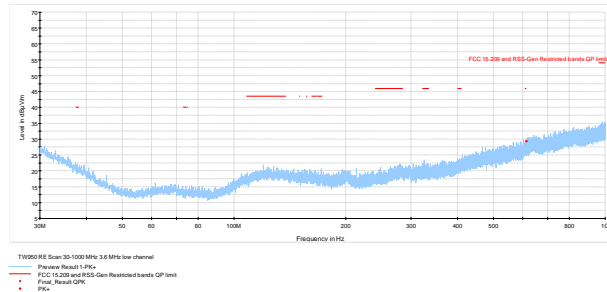 70
65
60
55
50
45
40
35
30
25
20
15
10
5
Level in dBµV/m
FCC 15.209 and RSS-Gen Restricted bands QP limit
30M 50 60 80 100M 200 300 400 500 800 1G
Frequency in Hz
TW950 RE Scan 30-1000 MHz 3.6 MHz low channel
Preview Result 1-PK+
FCC 15.209 and RSS-Gen Restricted bands QP limit
Final_Result QPK
PK+